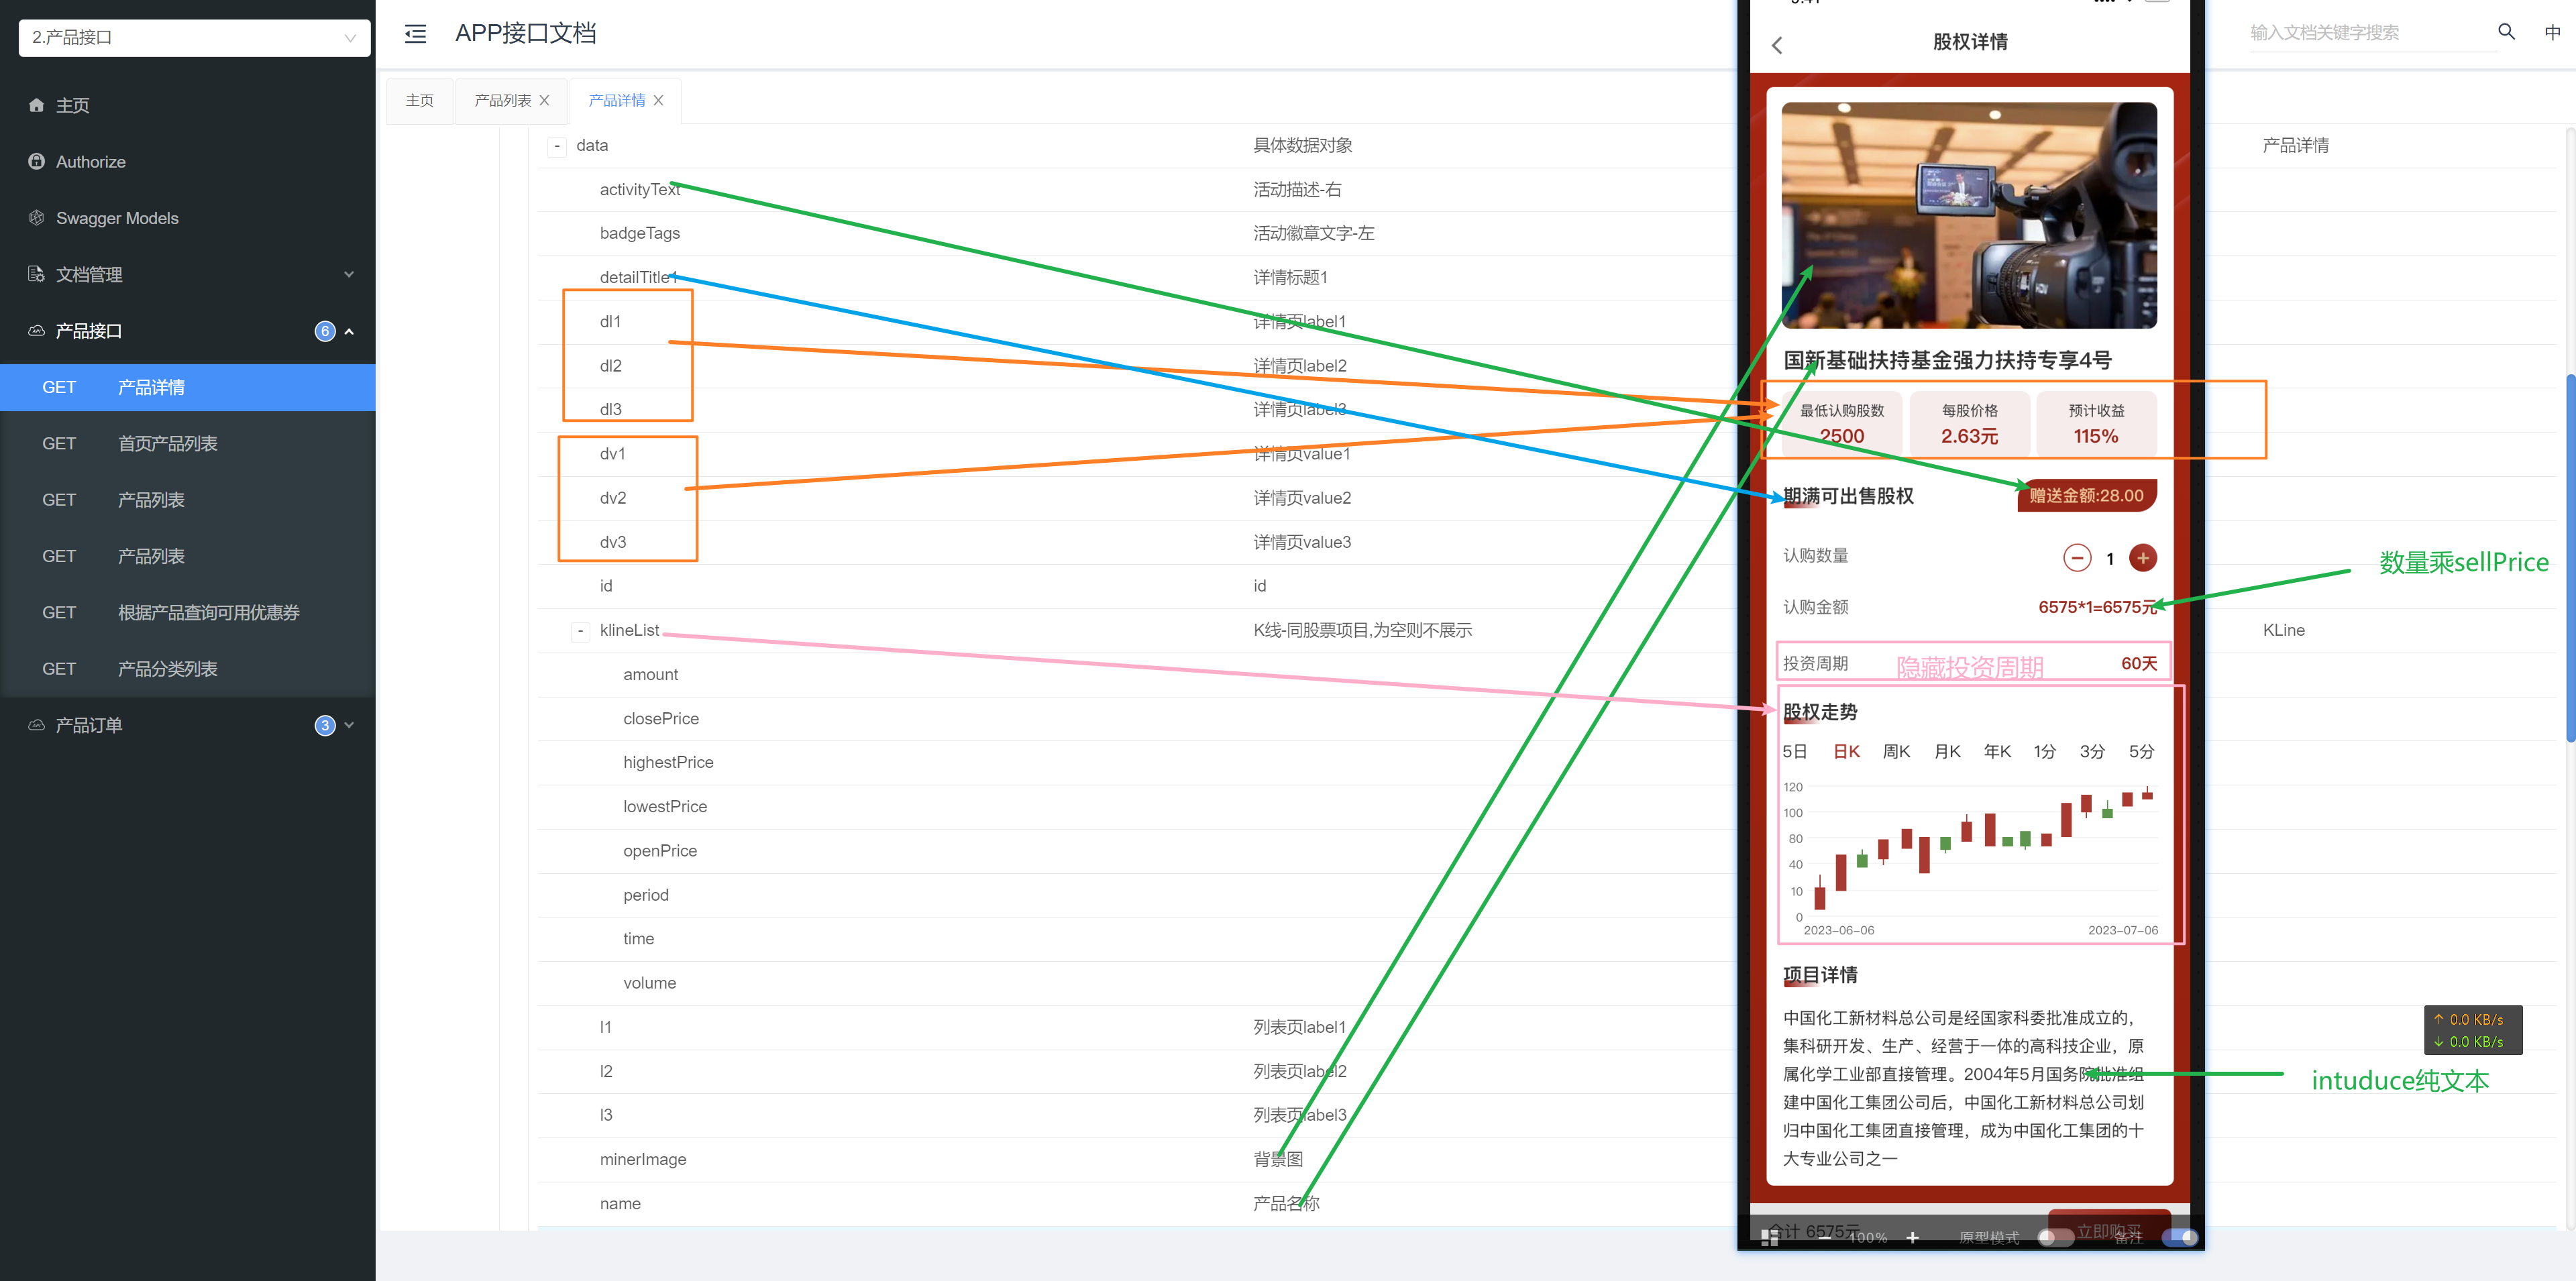 2.产品接口
APP接口文档
输入文档关键字搜索
中
主页
Authorize
Swagger Models
文档管理
产品接口
6
GET 产品详情
GET 首页产品列表
GET 产品列表
GET 产品列表
GET 根据产品查询可用优惠券
GET 产品分类列表
产品订单
3
主页
产品列表
产品详情
- data 具体数据对象 产品详情
activityText 活动描述-右
badgeTags 活动徽章文字-左
detailTitle1 详情标题1
dl1 详情页label1
dl2 详情页label2
dl3 详情页label3
dv1 详情页value1
dv2 详情页value2
dv3 详情页value3
id id
- klineList K线-同股票项目,为空则不展示 KLine
amount
closePrice
highestPrice
lowestPrice
openPrice
period
time
volume
l1 列表页label1
l2 列表页label2
l3 列表页label3
minerImage 背景图
name 产品名称
股权详情
国新基础扶持基金强力扶持专享4号
最低认购股数 每股价格 预计收益
2500 2.63元 115%
期满可出售股权 赠送金额:28.00
认购数量 1
认购金额 6575*1=6575元
投资周期 隐藏投资周期 60天
股权走势
5日 日K 周K 月K 年K 1分 3分 5分
120
100
80
40
10
0
2023-06-06 2023-07-06
项目详情
中国化工新材料总公司是经国家科委批准成立的，
集科研开发、生产、经营于一体的高科技企业，原
属化学工业部直接管理。2004年5月国务院批准组
建中国化工集团公司后，中国化工新材料总公司划
归中国化工集团直接管理，成为中国化工集团的十
大专业公司之一
合计 6575元 立即购买
100% 原型模式 备注
数量乘sellPrice
↑ 0.0 KB/s
↓ 0.0 KB/s
intuduce纯文本